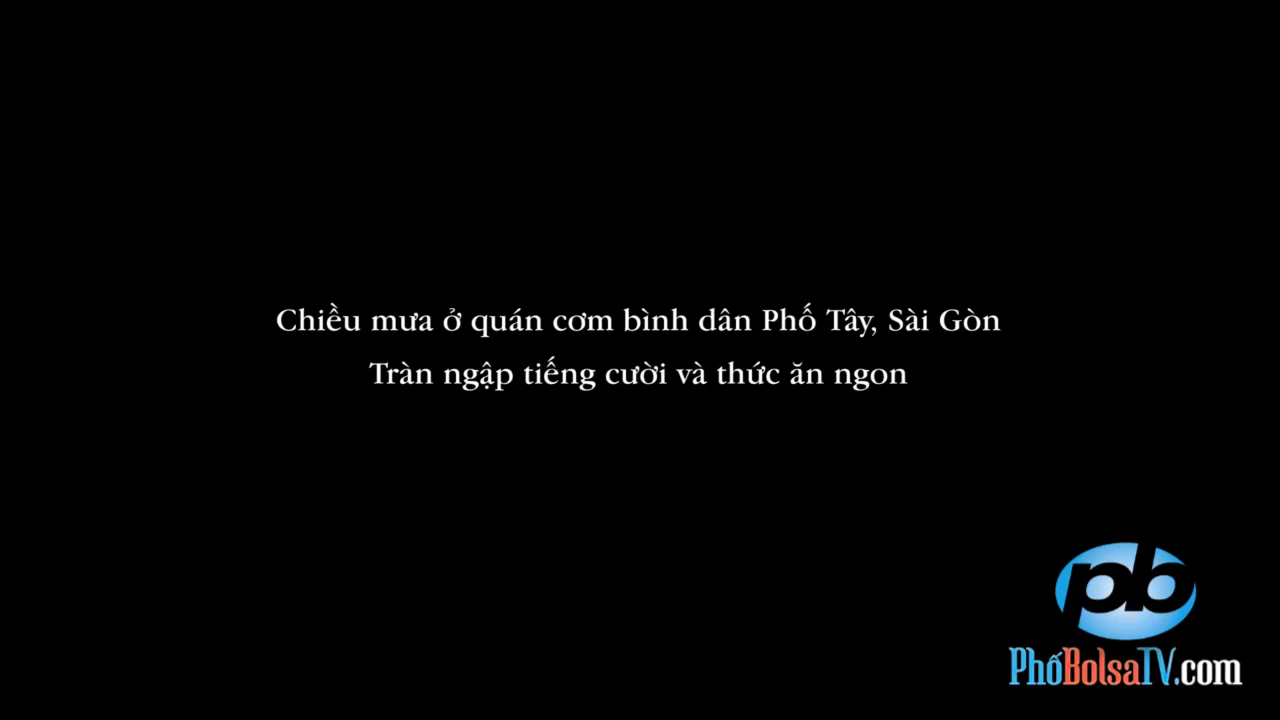 Chiều mưa ở quán cơm bình dân Phố Tây, Sài Gòn
Tràn ngập tiếng cười và thức ăn ngon
pb
PhốBolsaTV.com